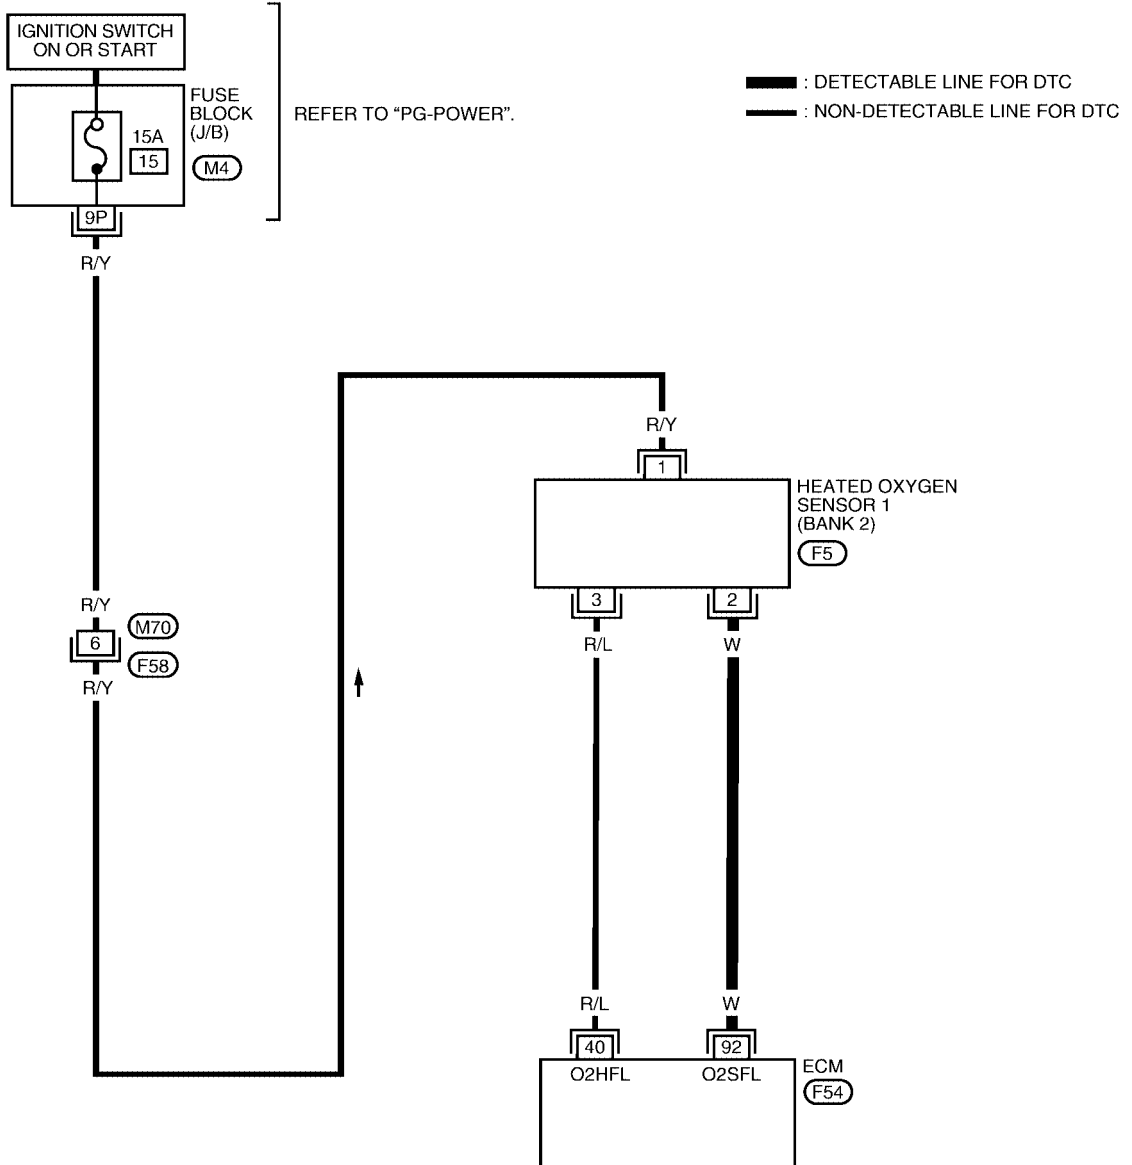 IGNITION SWITCH
ON OR START
FUSE
BLOCK
(J/B)
15A
15
M4
REFER TO “PG-POWER”.
: DETECTABLE LINE FOR DTC
: NON-DETECTABLE LINE FOR DTC
9P
R/Y
R/Y
1
HEATED OXYGEN
SENSOR 1
(BANK 2)
F5
R/Y
6
M70
F58
R/Y
3
2
R/L
W
R/L
W
40
92
O2HFL
O2SFL
ECM
F54